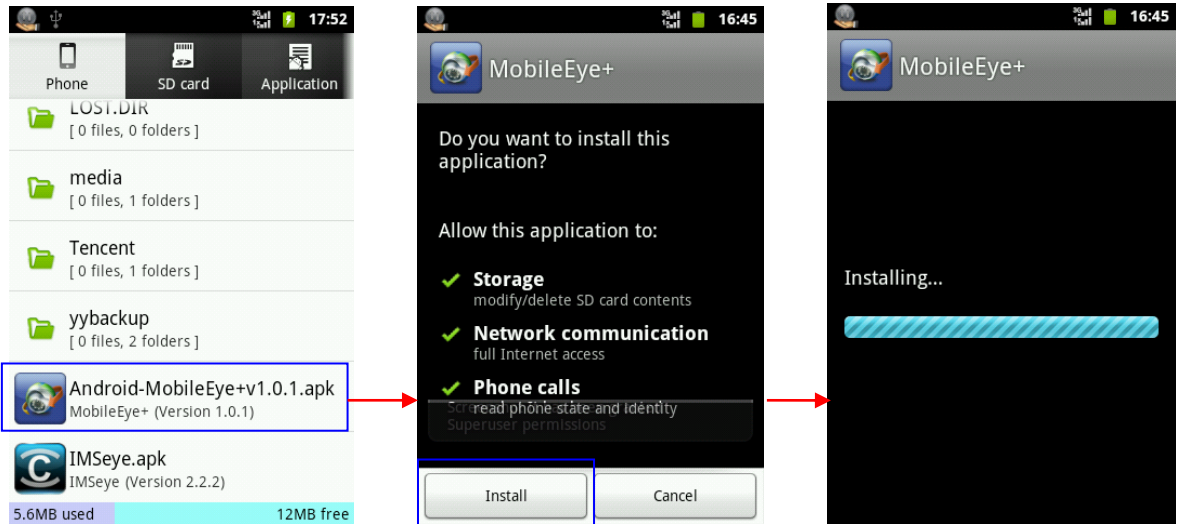 17:52
Phone
SD card
Application
LOST.DIR
[ 0 files, 0 folders ]
media
[ 0 files, 1 folders ]
Tencent
[ 0 files, 1 folders ]
yybackup
[ 0 files, 2 folders ]
Android-MobileEye+v1.0.1.apk
MobileEye+ (Version 1.0.1)
IMSeye.apk
IMSeye (Version 2.2.2)
5.6MB used
12MB free
16:45
MobileEye+
Do you want to install this
application?
Allow this application to:
Storage
modify/delete SD card contents
Network communication
full Internet access
Phone calls
read phone state and identity
Superuser permissions
Install
Cancel
16:45
MobileEye+
Installing...